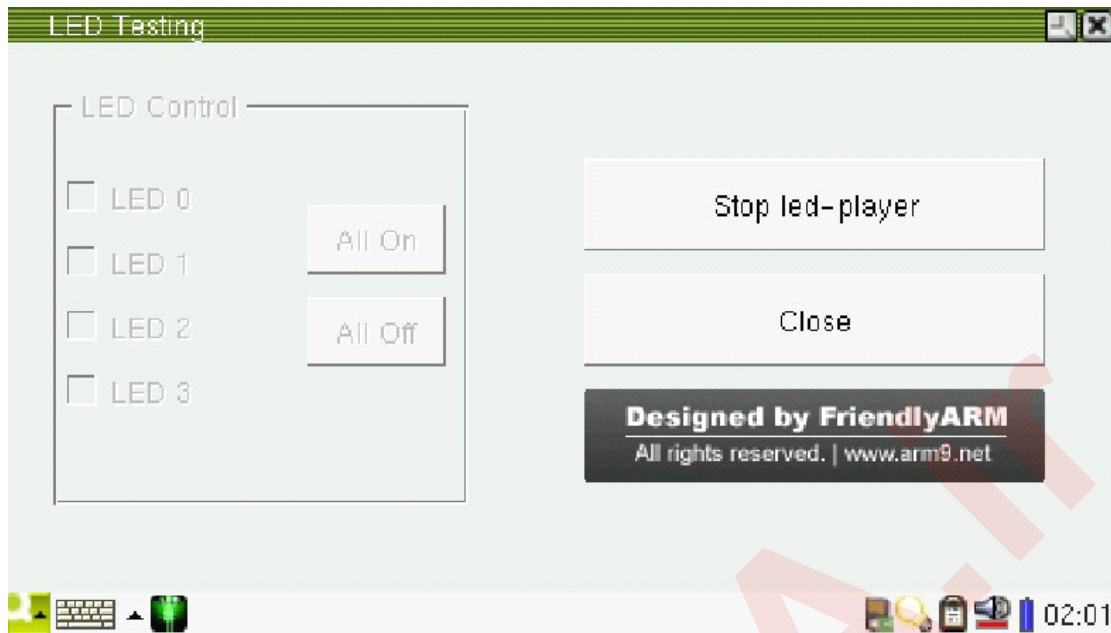 LED Testing
LED Control
LED 0
LED 1
LED 2
LED 3
All On
All Off
Stop led-player
Close
Designed by FriendlyARM
All rights reserved. | www.arm9.net
02:01